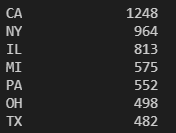 CA 1248
NY 964
IL 813
MI 575
PA 552
OH 498
TX 482